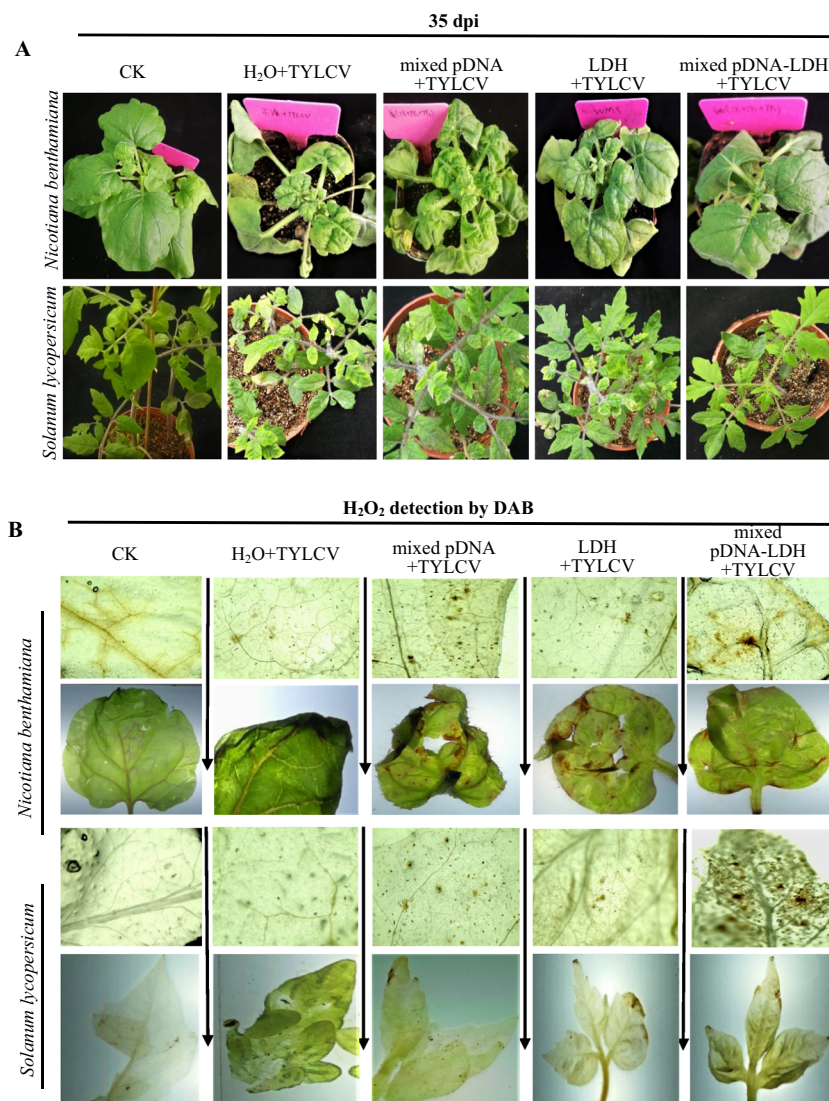 35 dpi
A
CK
H₂O+TYLCV
mixed pDNA
+TYLCV
LDH
+TYLCV
mixed pDNA-LDH
+TYLCV
Nicotiana benthamiana
Solanum lycopersicum
H₂O₂ detection by DAB
B
CK
H₂O+TYLCV
mixed pDNA
+TYLCV
LDH
+TYLCV
mixed
pDNA-LDH
+TYLCV
Nicotiana benthamiana
Solanum lycopersicum